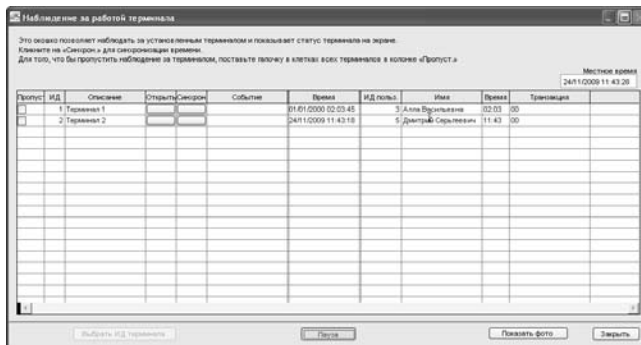 Наблюдение за работой терминала
Это окошко позволяет наблюдать за установленным терминалом и показывает статус терминала на экране.
Кликните на «Синхрон.» для синхронизации времени.
Для того, что бы пропустить наблюдение за терминалом, поставьте галочку в клетках всех терминалов в колонке «Пропуст.»
Местное время
24/11/2009 11:43:28
Пропус ИД Описание Открыть Синхрон Событие Время ИД польз. Имя Время Транзакция
1 Терминал 1 01/01/2000 02:03:45 3 Алла Васильевна 02:03 00
2 Терминал 2 24/11/2009 11:43:18 5 Дмитрий Сергеевич 11:43 00
Выбрать ИД терминала Пауза Показать фото Закрыть